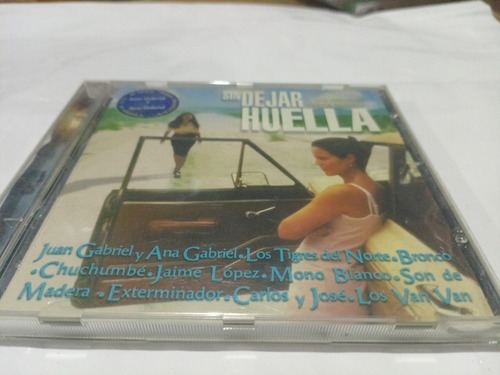 SIN
DEJAR
HUELLA
Juan Gabriel y Ana Gabriel • Los Tigres del Norte • Bronco
• Chuchumbé • Jaime López • Mono Blanco • Son de
Madera • Exterminador • Carlos y José • Los Van Van